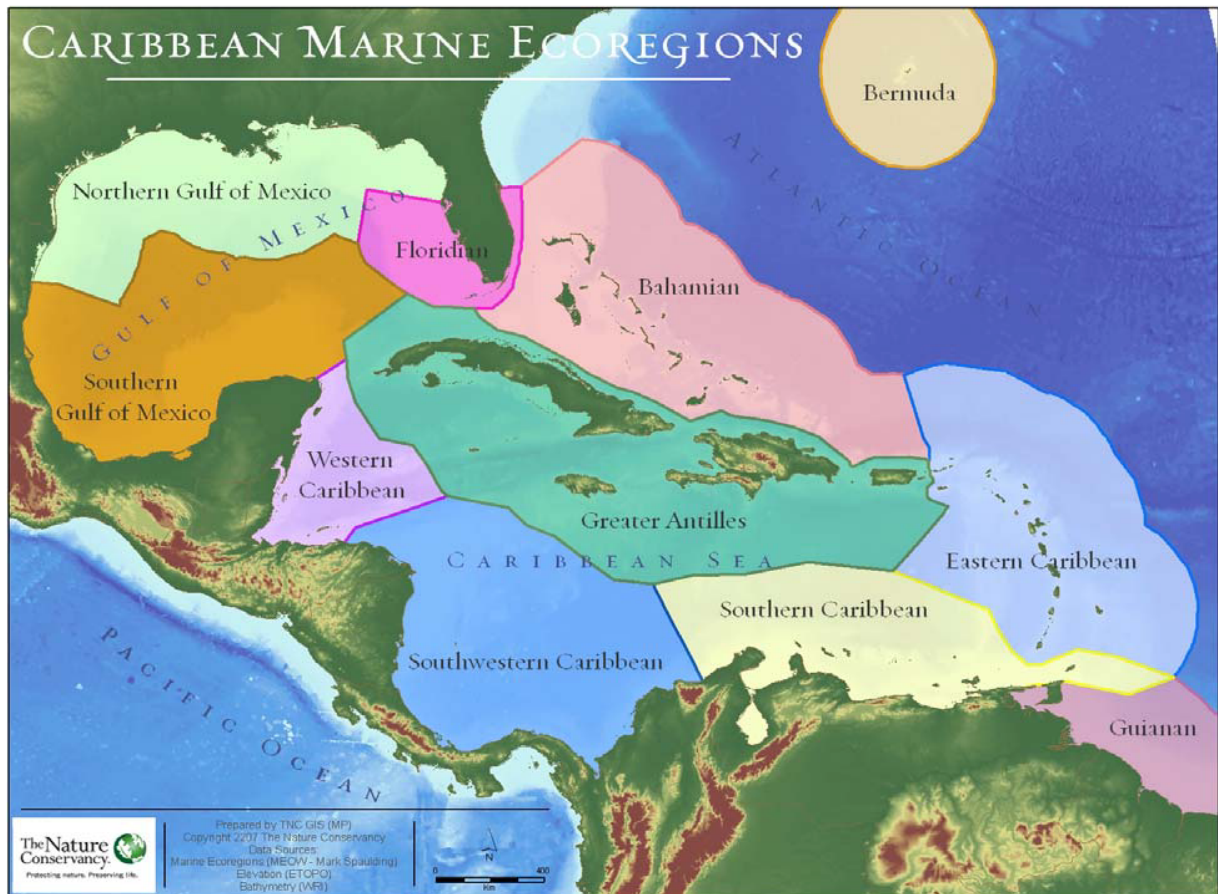 CARIBBEAN MARINE ECOREGIONS
Bermuda
ATLANTIC OCEAN
Northern Gulf of Mexico
GULF OF MEXICO
Floridian
Bahamian
Southern
Gulf of Mexico
Western
Caribbean
Greater Antilles
CARIBBEAN SEA
Eastern Caribbean
Southern Caribbean
Southwestern Caribbean
PACIFIC OCEAN
Guianan
The Nature
Conservancy.
Protecting nature. Preserving life.
Prepared by TNC GIS (MP)
Copyright 2207 The Nature Conservancy
Data Sources:
Marine Ecoregions (MEOW - Mark Spaulding)
Elevation (ETOPO)
Bathymetry (WRI)
N
0 400
Km